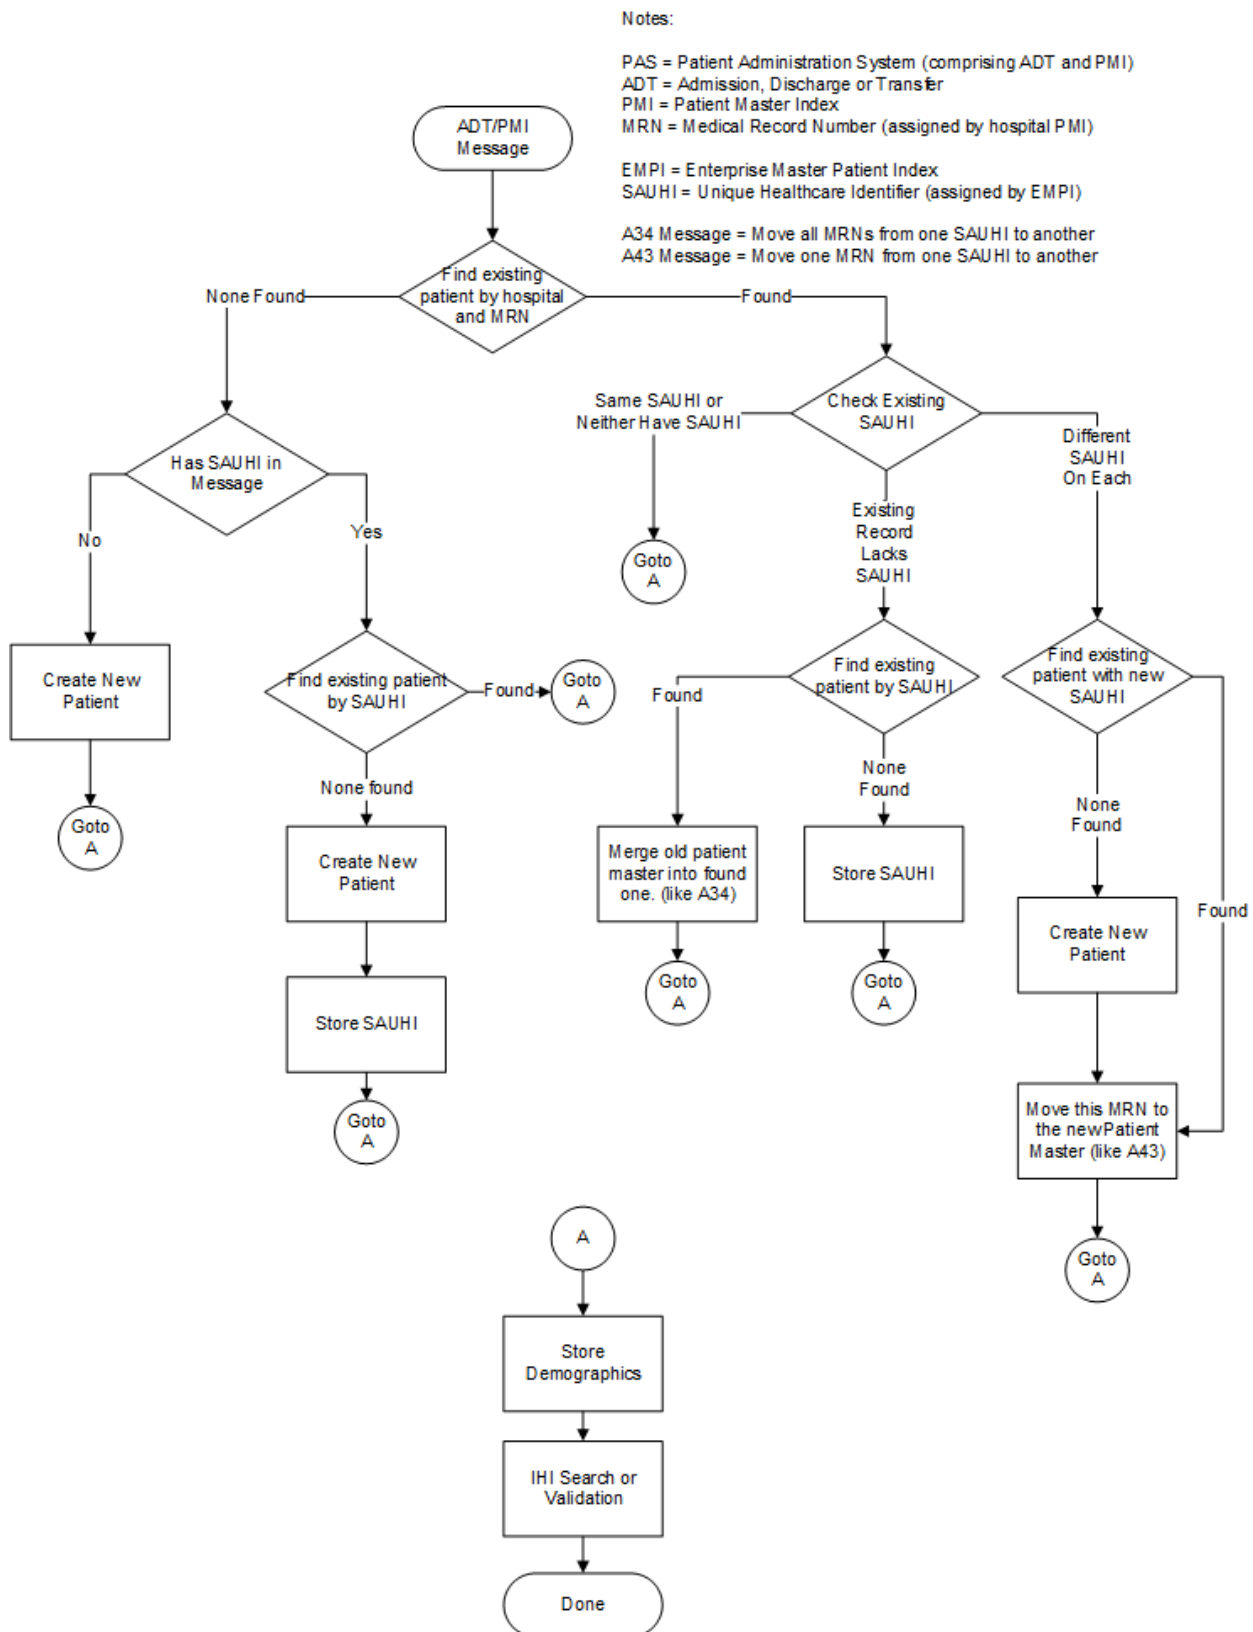 Notes:
PAS = Patient Administration System (comprising ADT and PMI)
ADT = Admission, Discharge or Transfer
PMI = Patient Master Index
MRN = Medical Record Number (assigned by hospital PMI)
EMPI = Enterprise Master Patient Index
SAUHI = Unique Healthcare Identifier (assigned by EMPI)
A34 Message = Move all MRNs from one SAUHI to another
A43 Message = Move one MRN from one SAUHI to another
ADT/PMI
Message
Find existing
patient by hospital
and MRN
None Found
Found
Has SAUHI in
Message
No
Yes
Create New
Patient
Goto
A
Find existing patient
by SAUHI
Found
Goto
A
None found
Create New
Patient
Store SAUHI
Goto
A
Check Existing
SAUHI
Same SAUHI or
Neither Have SAUHI
Goto
A
Existing
Record
Lacks
SAUHI
Find existing
patient by SAUHI
Found
Merge old patient
master into found
one. (like A34)
Goto
A
None
Found
Store SAUHI
Goto
A
Different
SAUHI
On Each
Find existing
patient with new
SAUHI
None
Found
Found
Create New
Patient
Move this MRN to
the new Patient
Master (like A43)
Goto
A
A
Store
Demographics
IHI Search or
Validation
Done